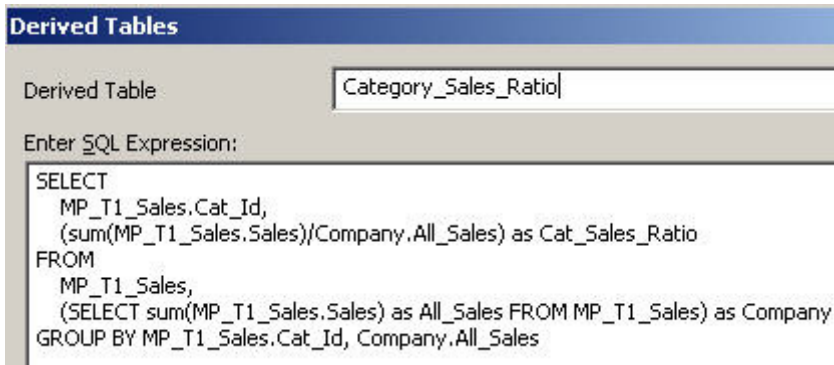 Derived Tables
Derived Table Category_Sales_Ratio
Enter SQL Expression:
SELECT
MP_T1_Sales.Cat_Id,
(sum(MP_T1_Sales.Sales)/Company.All_Sales) as Cat_Sales_Ratio
FROM
MP_T1_Sales,
(SELECT sum(MP_T1_Sales.Sales) as All_Sales FROM MP_T1_Sales) as Company
GROUP BY MP_T1_Sales.Cat_Id, Company.All_Sales